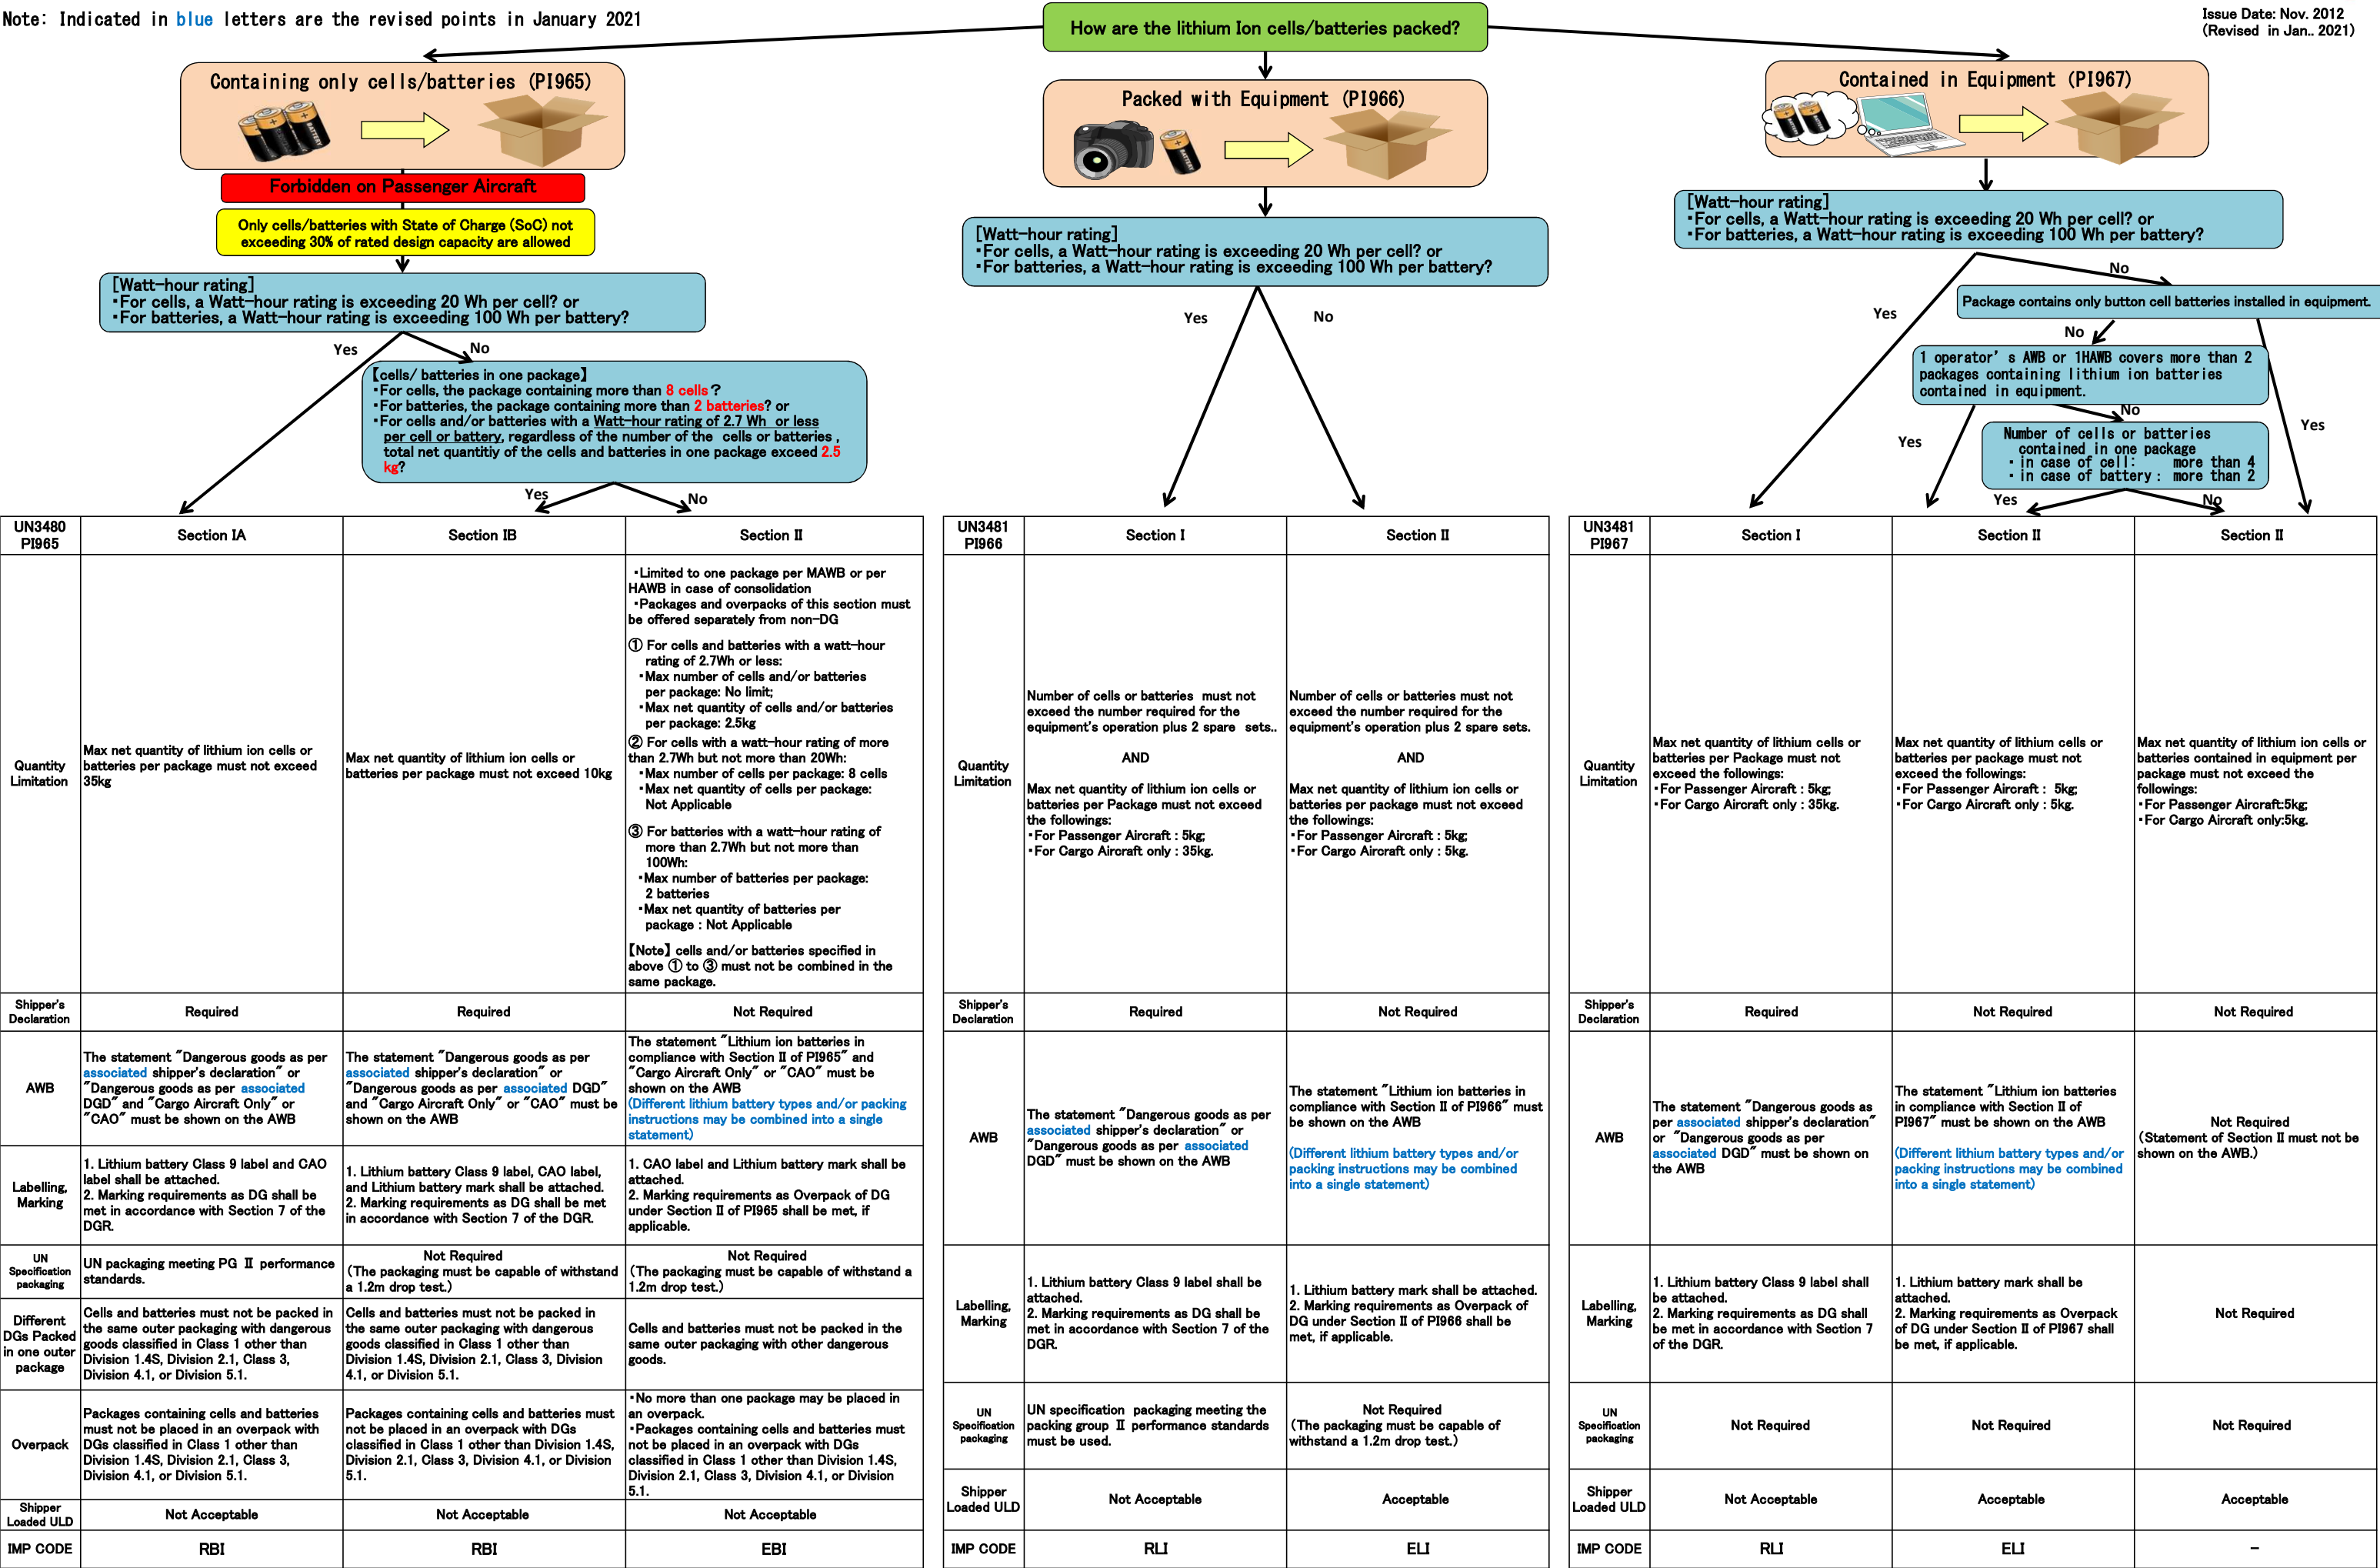 Note: Indicated in blue letters are the revised points in January 2021
How are the lithium Ion cells/batteries packed?
Issue Date: Nov. 2012
(Revised in Jan.. 2021)
Containing only cells/batteries (PI965)
Forbidden on Passenger Aircraft
Only cells/batteries with State of Charge (SoC) not
exceeding 30% of rated design capacity are allowed
[Watt-hour rating]
・For cells, a Watt-hour rating is exceeding 20 Wh per cell? or
・For batteries, a Watt-hour rating is exceeding 100 Wh per battery?
Yes
No
【cells/ batteries in one package】
・For cells, the package containing more than 8 cells？
・For batteries, the package containing more than 2 batteries? or
・For cells and/or batteries with a Watt-hour rating of 2.7 Wh or less
per cell or battery, regardless of the number of the cells or batteries ,
total net quantitiy of the cells and batteries in one package exceed 2.5
kg?
Yes
No
Packed with Equipment (PI966)
[Watt-hour rating]
・For cells, a Watt-hour rating is exceeding 20 Wh per cell? or
・For batteries, a Watt-hour rating is exceeding 100 Wh per battery?
Yes
No
Contained in Equipment (PI967)
[Watt-hour rating]
・For cells, a Watt-hour rating is exceeding 20 Wh per cell? or
・For batteries, a Watt-hour rating is exceeding 100 Wh per battery?
No
Yes
Package contains only button cell batteries installed in equipment.
No
1 operator’s AWB or 1HAWB covers more than 2
packages containing lithium ion batteries
contained in equipment.
No
Yes
Yes
Number of cells or batteries
contained in one package
・in case of cell: more than 4
・in case of battery： more than 2
Yes
No
UN3480
PI965
Section IA
Section IB
Section II
Quantity
Limitation
Max net quantity of lithium ion cells or
batteries per package must not exceed
35kg
Max net quantity of lithium ion cells or
batteries per package must not exceed 10kg
・Limited to one package per MAWB or per
HAWB in case of consolidation
・Packages and overpacks of this section must
be offered separately from non-DG
① For cells and batteries with a watt-hour
rating of 2.7Wh or less:
・Max number of cells and/or batteries
per package: No limit;
・Max net quantity of cells and/or batteries
per package: 2.5kg
② For cells with a watt-hour rating of more
than 2.7Wh but not more than 20Wh:
・Max number of cells per package: 8 cells
・Max net quantity of cells per package:
Not Applicable
③ For batteries with a watt-hour rating of
more than 2.7Wh but not more than
100Wh:
・Max number of batteries per package:
2 batteries
・Max net quantity of batteries per
package : Not Applicable
【Note】 cells and/or batteries specified in
above ① to ③ must not be combined in the
same package.
Shipper's
Declaration
Required
Required
Not Required
AWB
The statement "Dangerous goods as per
associated shipper's declaration" or
"Dangerous goods as per associated
DGD" and "Cargo Aircraft Only" or
"CAO" must be shown on the AWB
The statement "Dangerous goods as per
associated shipper's declaration" or
"Dangerous goods as per associated DGD"
and "Cargo Aircraft Only" or "CAO" must be
shown on the AWB
The statement "Lithium ion batteries in
compliance with Section II of PI965" and
"Cargo Aircraft Only" or "CAO" must be
shown on the AWB
(Different lithium battery types and/or packing
instructions may be combined into a single
statement)
Labelling,
Marking
1. Lithium battery Class 9 label and CAO
label shall be attached.
2. Marking requirements as DG shall be
met in accordance with Section 7 of the
DGR.
1. Lithium battery Class 9 label, CAO label,
and Lithium battery mark shall be attached.
2. Marking requirements as DG shall be met
in accordance with Section 7 of the DGR.
1. CAO label and Lithium battery mark shall be
attached.
2. Marking requirements as Overpack of DG
under Section II of PI965 shall be met, if
applicable.
UN
Specification
packaging
UN packaging meeting PG Ⅱ performance
standards.
Not Required
(The packaging must be capable of withstand
a 1.2m drop test.)
Not Required
(The packaging must be capable of withstand a
1.2m drop test.)
Different
DGs Packed
in one outer
package
Cells and batteries must not be packed in
the same outer packaging with dangerous
goods classified in Class 1 other than
Division 1.4S, Division 2.1, Class 3,
Division 4.1, or Division 5.1.
Cells and batteries must not be packed in
the same outer packaging with dangerous
goods classified in Class 1 other than
Division 1.4S, Division 2.1, Class 3, Division
4.1, or Division 5.1.
Cells and batteries must not be packed in the
same outer packaging with other dangerous
goods.
Overpack
Packages containing cells and batteries
must not be placed in an overpack with
DGs classified in Class 1 other than
Division 1.4S, Division 2.1, Class 3,
Division 4.1, or Division 5.1.
Packages containing cells and batteries must
not be placed in an overpack with DGs
classified in Class 1 other than Division 1.4S,
Division 2.1, Class 3, Division 4.1, or Division
5.1.
・No more than one package may be placed in
an overpack.
・Packages containing cells and batteries must
not be placed in an overpack with DGs
classified in Class 1 other than Division 1.4S,
Division 2.1, Class 3, Division 4.1, or Division
5.1.
Shipper
Loaded ULD
Not Acceptable
Not Acceptable
Not Acceptable
IMP CODE
RBI
RBI
EBI
UN3481
PI966
Section I
Section II
Quantity
Limitation
Number of cells or batteries must not
exceed the number required for the
equipment's operation plus 2 spare sets..
AND
Max net quantity of lithium ion cells or
batteries per Package must not exceed
the followings:
・For Passenger Aircraft : 5kg;
・For Cargo Aircraft only : 35kg.
Number of cells or batteries must not
exceed the number required for the
equipment's operation plus 2 spare sets.
AND
Max net quantity of lithium ion cells or
batteries per package must not exceed
the followings:
・For Passenger Aircraft : 5kg;
・For Cargo Aircraft only : 5kg.
Shipper's
Declaration
Required
Not Required
AWB
The statement "Dangerous goods as per
associated shipper's declaration" or
"Dangerous goods as per associated
DGD" must be shown on the AWB
The statement "Lithium ion batteries in
compliance with Section II of PI966" must
be shown on the AWB
(Different lithium battery types and/or
packing instructions may be combined
into a single statement)
Labelling,
Marking
1. Lithium battery Class 9 label shall be
attached.
2. Marking requirements as DG shall be
met in accordance with Section 7 of the
DGR.
1. Lithium battery mark shall be attached.
2. Marking requirements as Overpack of
DG under Section II of PI966 shall be
met, if applicable.
UN
Specification
packaging
UN specification packaging meeting the
packing group Ⅱ performance standards
must be used.
Not Required
(The packaging must be capable of
withstand a 1.2m drop test.)
Shipper
Loaded ULD
Not Acceptable
Acceptable
IMP CODE
RLI
ELI
UN3481
PI967
Section I
Section II
Section II
Quantity
Limitation
Max net quantity of lithium cells or
batteries per Package must not
exceed the followings:
・For Passenger Aircraft : 5kg;
・For Cargo Aircraft only : 35kg.
Max net quantity of lithium cells or
batteries per package must not
exceed the followings:
・For Passenger Aircraft : 5kg;
・For Cargo Aircraft only : 5kg.
Max net quantity of lithium ion cells or
batteries contained in equipment per
package must not exceed the
followings:
・For Passenger Aircraft:5kg;
・For Cargo Aircraft only:5kg.
Shipper's
Declaration
Required
Not Required
Not Required
AWB
The statement "Dangerous goods as
per associated shipper's declaration"
or "Dangerous goods as per
associated DGD" must be shown on
the AWB
The statement "Lithium ion batteries
in compliance with Section II of
PI967" must be shown on the AWB
(Different lithium battery types and/or
packing instructions may be combined
into a single statement)
Not Required
(Statement of Section II must not be
shown on the AWB.)
Labelling,
Marking
1. Lithium battery Class 9 label shall
be attached.
2. Marking requirements as DG shall
be met in accordance with Section 7
of the DGR.
1. Lithium battery mark shall be
attached.
2. Marking requirements as Overpack
of DG under Section II of PI967 shall
be met, if applicable.
Not Required
UN
Specification
packaging
Not Required
Not Required
Not Required
Shipper
Loaded ULD
Not Acceptable
Acceptable
Acceptable
IMP CODE
RLI
ELI
-